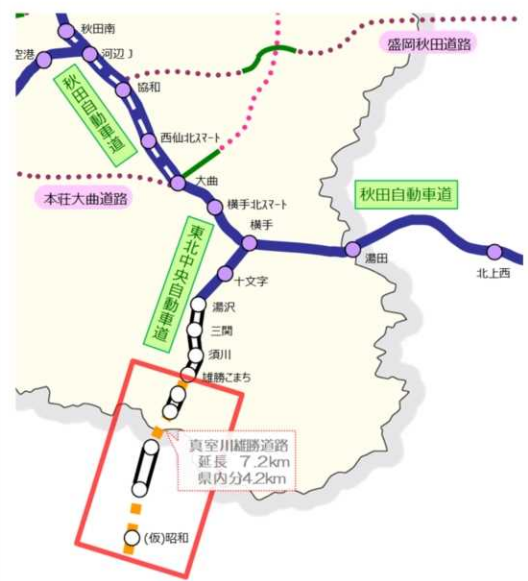 秋田南
盛岡秋田道路
空港
河辺J
協和
秋田自動車道
西仙北スマート
大曲
本荘大曲道路
横手北スマート
秋田自動車道
横手
湯田
北上西
東北中央自動車道
十文字
湯沢
三関
須川
雄勝こまち
真室川雄勝道路
延長 7.2km
県内分4.2km
(仮)昭和